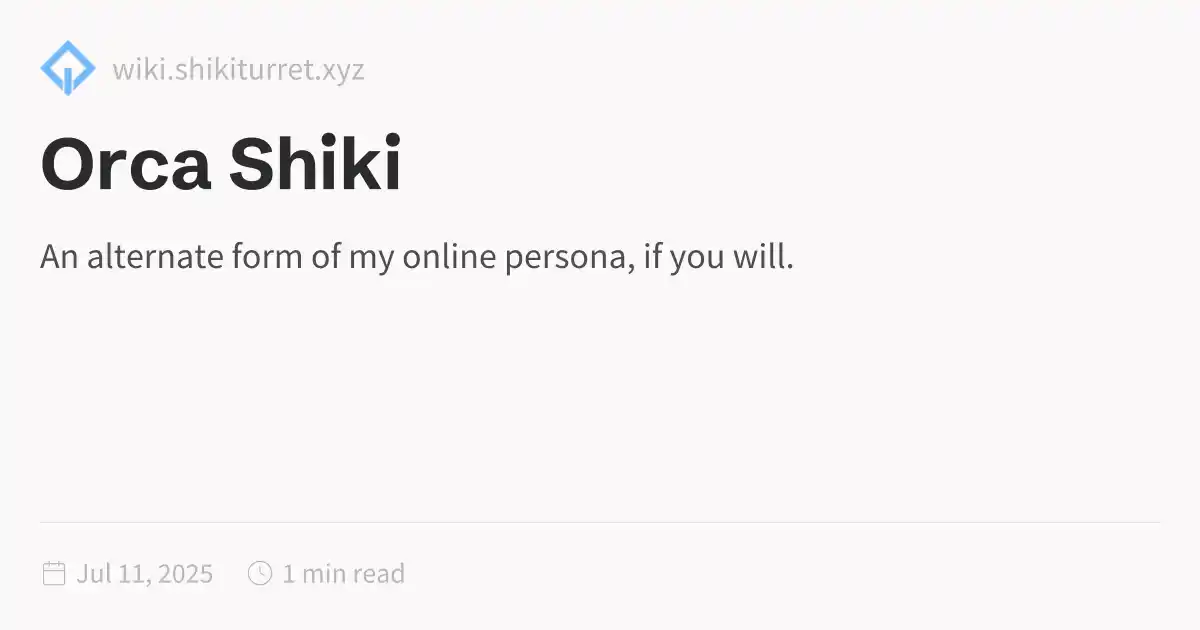 wiki.shikiturret.xyz
Orca Shiki
An alternate form of my online persona, if you will.
Jul 11, 2025 1 min read